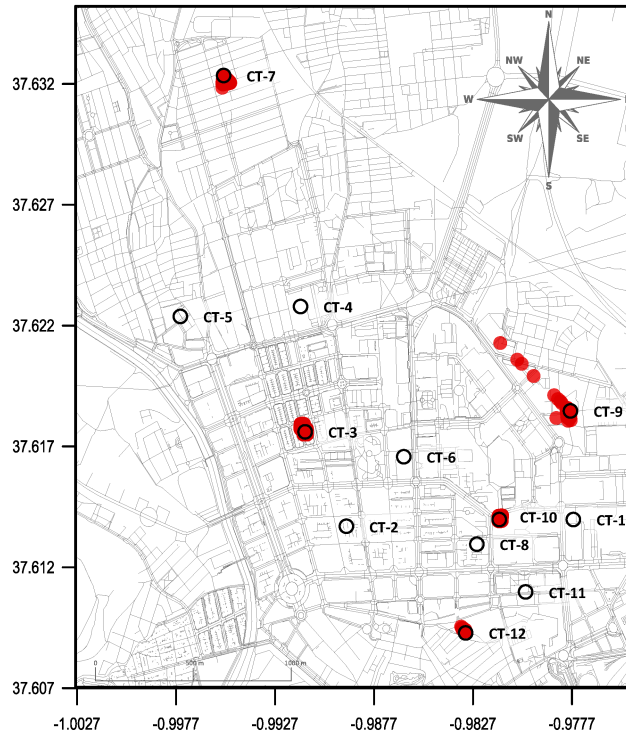 N
NW
NE
W
SW
SE
S
37.632
37.627
37.622
37.617
37.612
37.607
CT-7
CT-4
CT-5
CT-9
CT-3
CT-6
CT-10
CT-1
CT-2
CT-8
CT-11
CT-12
0
500 m
1000 m
-1.0027
-0.9977
-0.9927
-0.9877
-0.9827
-0.9777